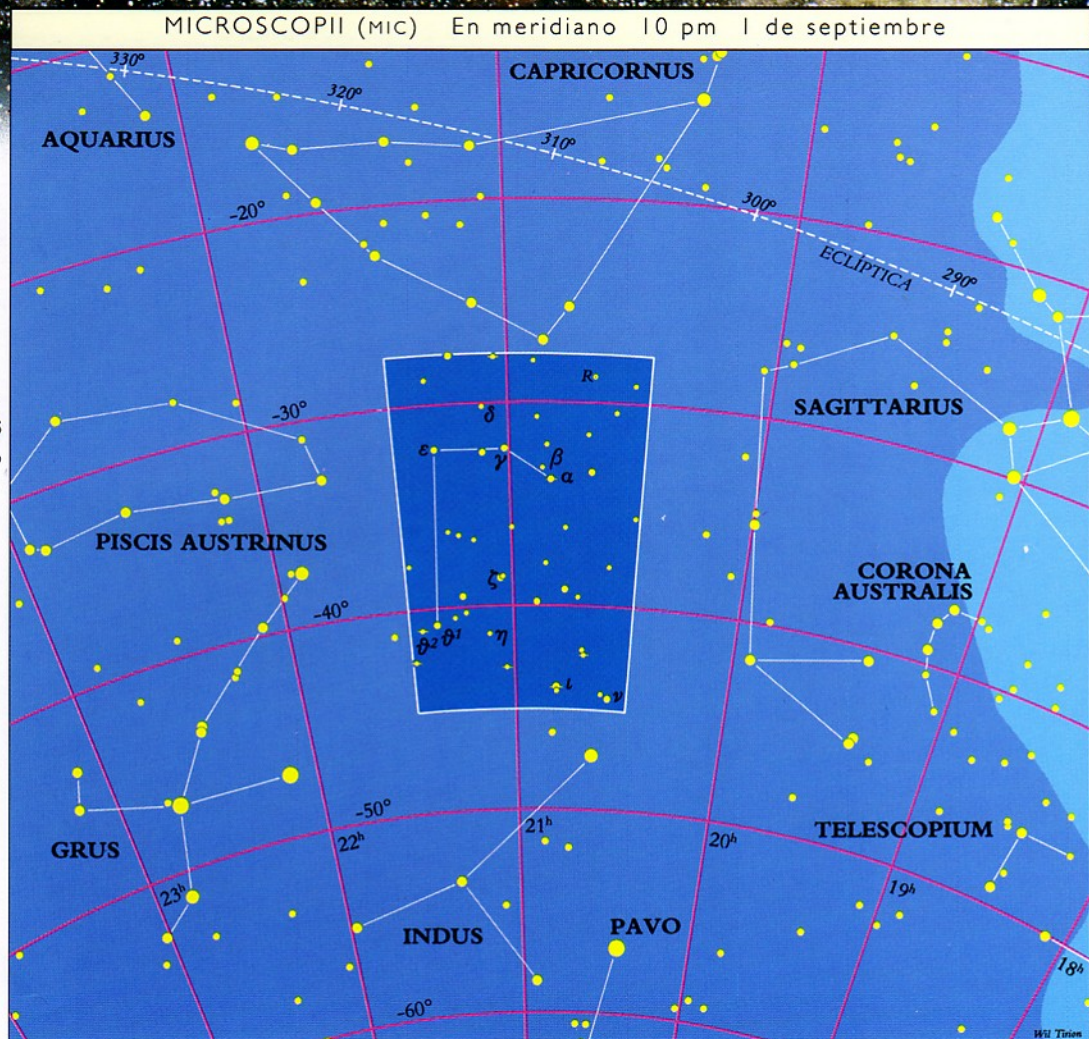 MICROSCOPII (MIC) En meridiano 10 pm 1 de septiembre
330°
CAPRICORNUS
320°
AQUARIUS
310°
-20°
300°
ECLÍPTICA
290°
R
-30°
δ
SAGITTARIUS
ε γ β α
PISCIS AUSTRINUS
CORONA
AUSTRALIS
ζ
-40°
ϑ² ϑ¹ η
ι ν
-50°
GRUS
22h
21h
20h
TELESCOPIUM
23h
19h
INDUS
PAVO
18h
-60°
Wil Tirion